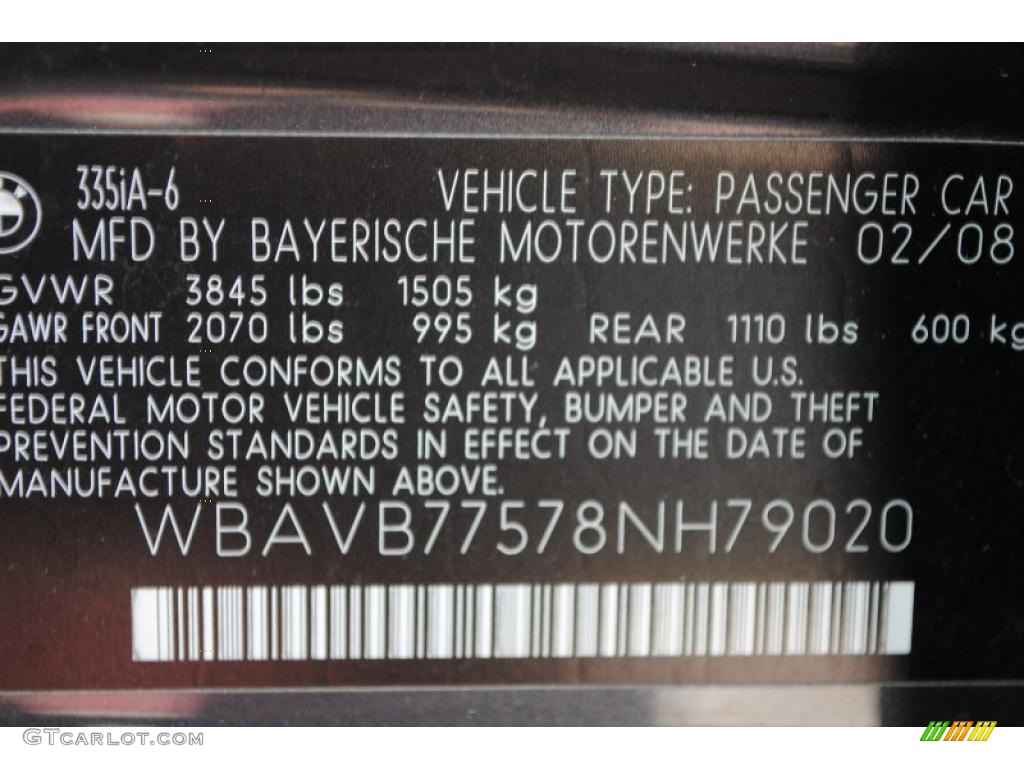 335iA-6 VEHICLE TYPE: PASSENGER CAR
MFD BY BAYERISCHE MOTORENWERKE 02/08
GVWR 3845 lbs 1505 kg
GAWR FRONT 2070 lbs 995 kg REAR 1110 lbs 600 kg
THIS VEHICLE CONFORMS TO ALL APPLICABLE U.S.
FEDERAL MOTOR VEHICLE SAFETY, BUMPER AND THEFT
PREVENTION STANDARDS IN EFFECT ON THE DATE OF
MANUFACTURE SHOWN ABOVE.
WBAVB77578NH79020
©GTCarlot.com